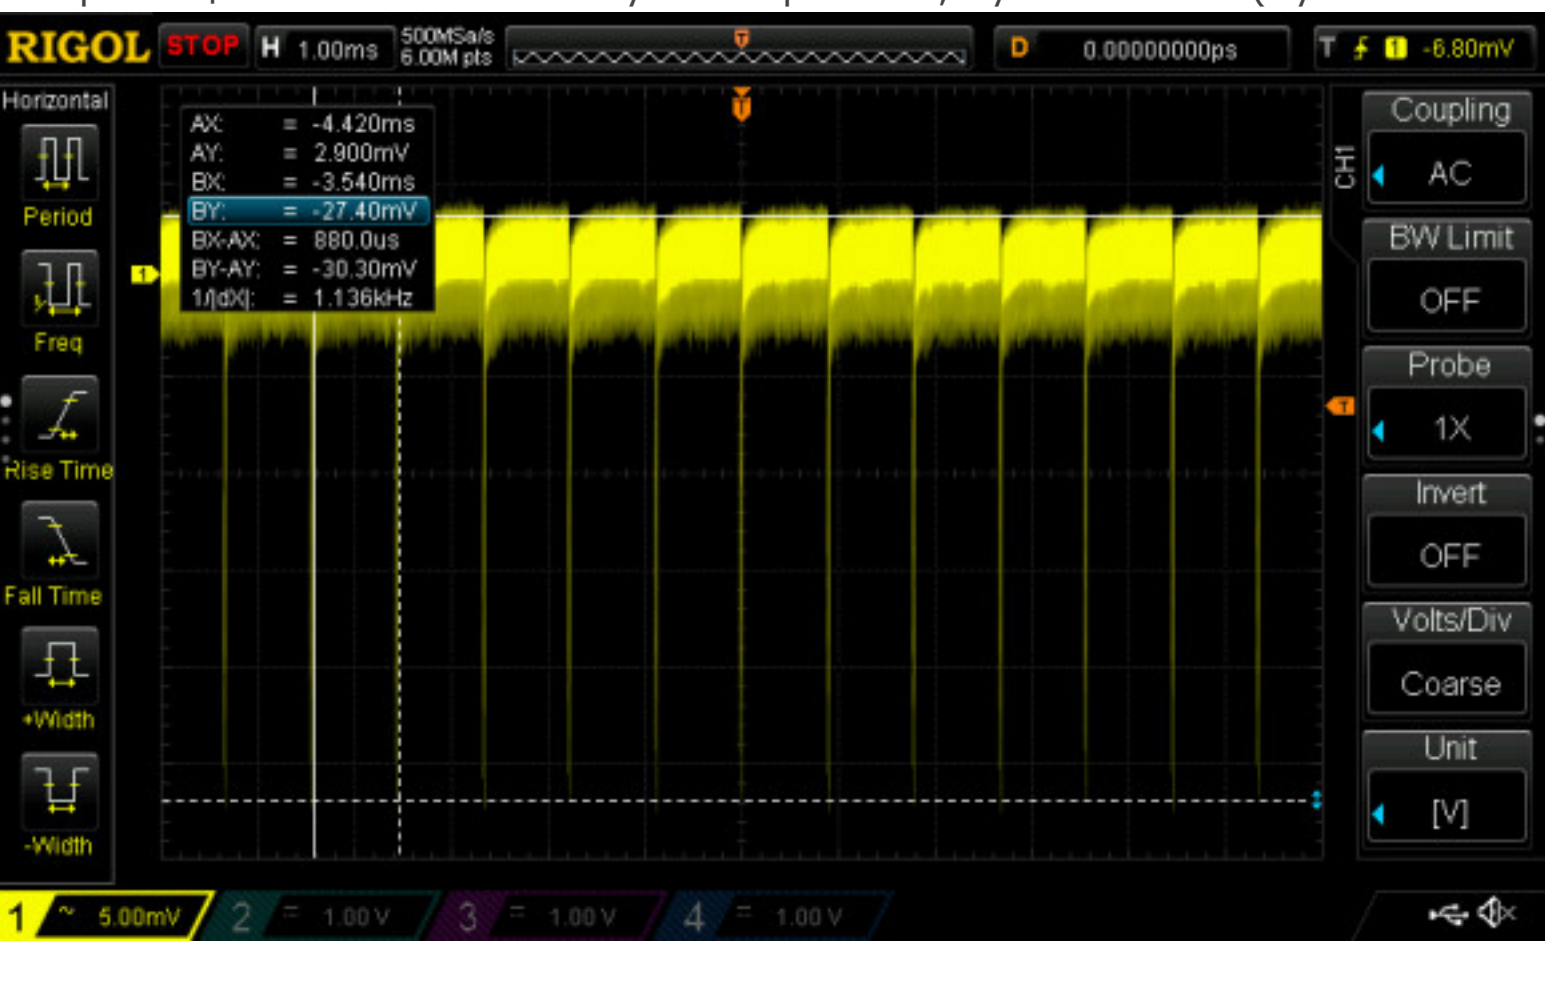 RIGOL STOP H 1.00ms 500MSa/s 6.00M pts T D 0.00000000ps T 1 -6.80mV
Horizontal
Period
Freq
Rise Time
Fall Time
+Width
-Width
AX: = -4.420ms
AY: = 2.900mV
BX: = -3.540ms
BY: = -27.40mV
BX-AX: = 880.0us
BY-AY: = -30.30mV
1/|dX|: = 1.136kHz
T
1
T
CH1
Coupling
AC
BW Limit
OFF
Probe
1X
Invert
OFF
Volts/Div
Coarse
Unit
[V]
1 ~ 5.00mV 2 = 1.00 V 3 = 1.00 V 4 = 1.00 V